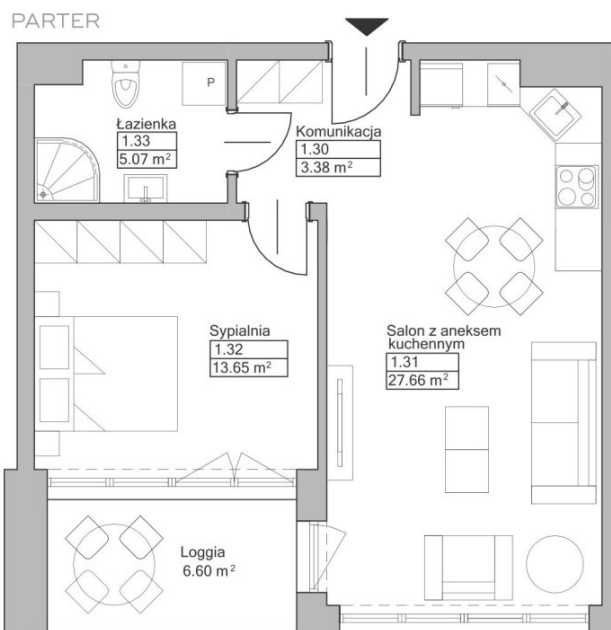 PARTER
P
Łazienka
1.33
5.07 m²
Komunikacja
1.30
3.38 m²
Sypialnia
1.32
13.65 m²
Salon z aneksem
kuchennym
1.31
27.66 m²
Loggia
6.60 m²